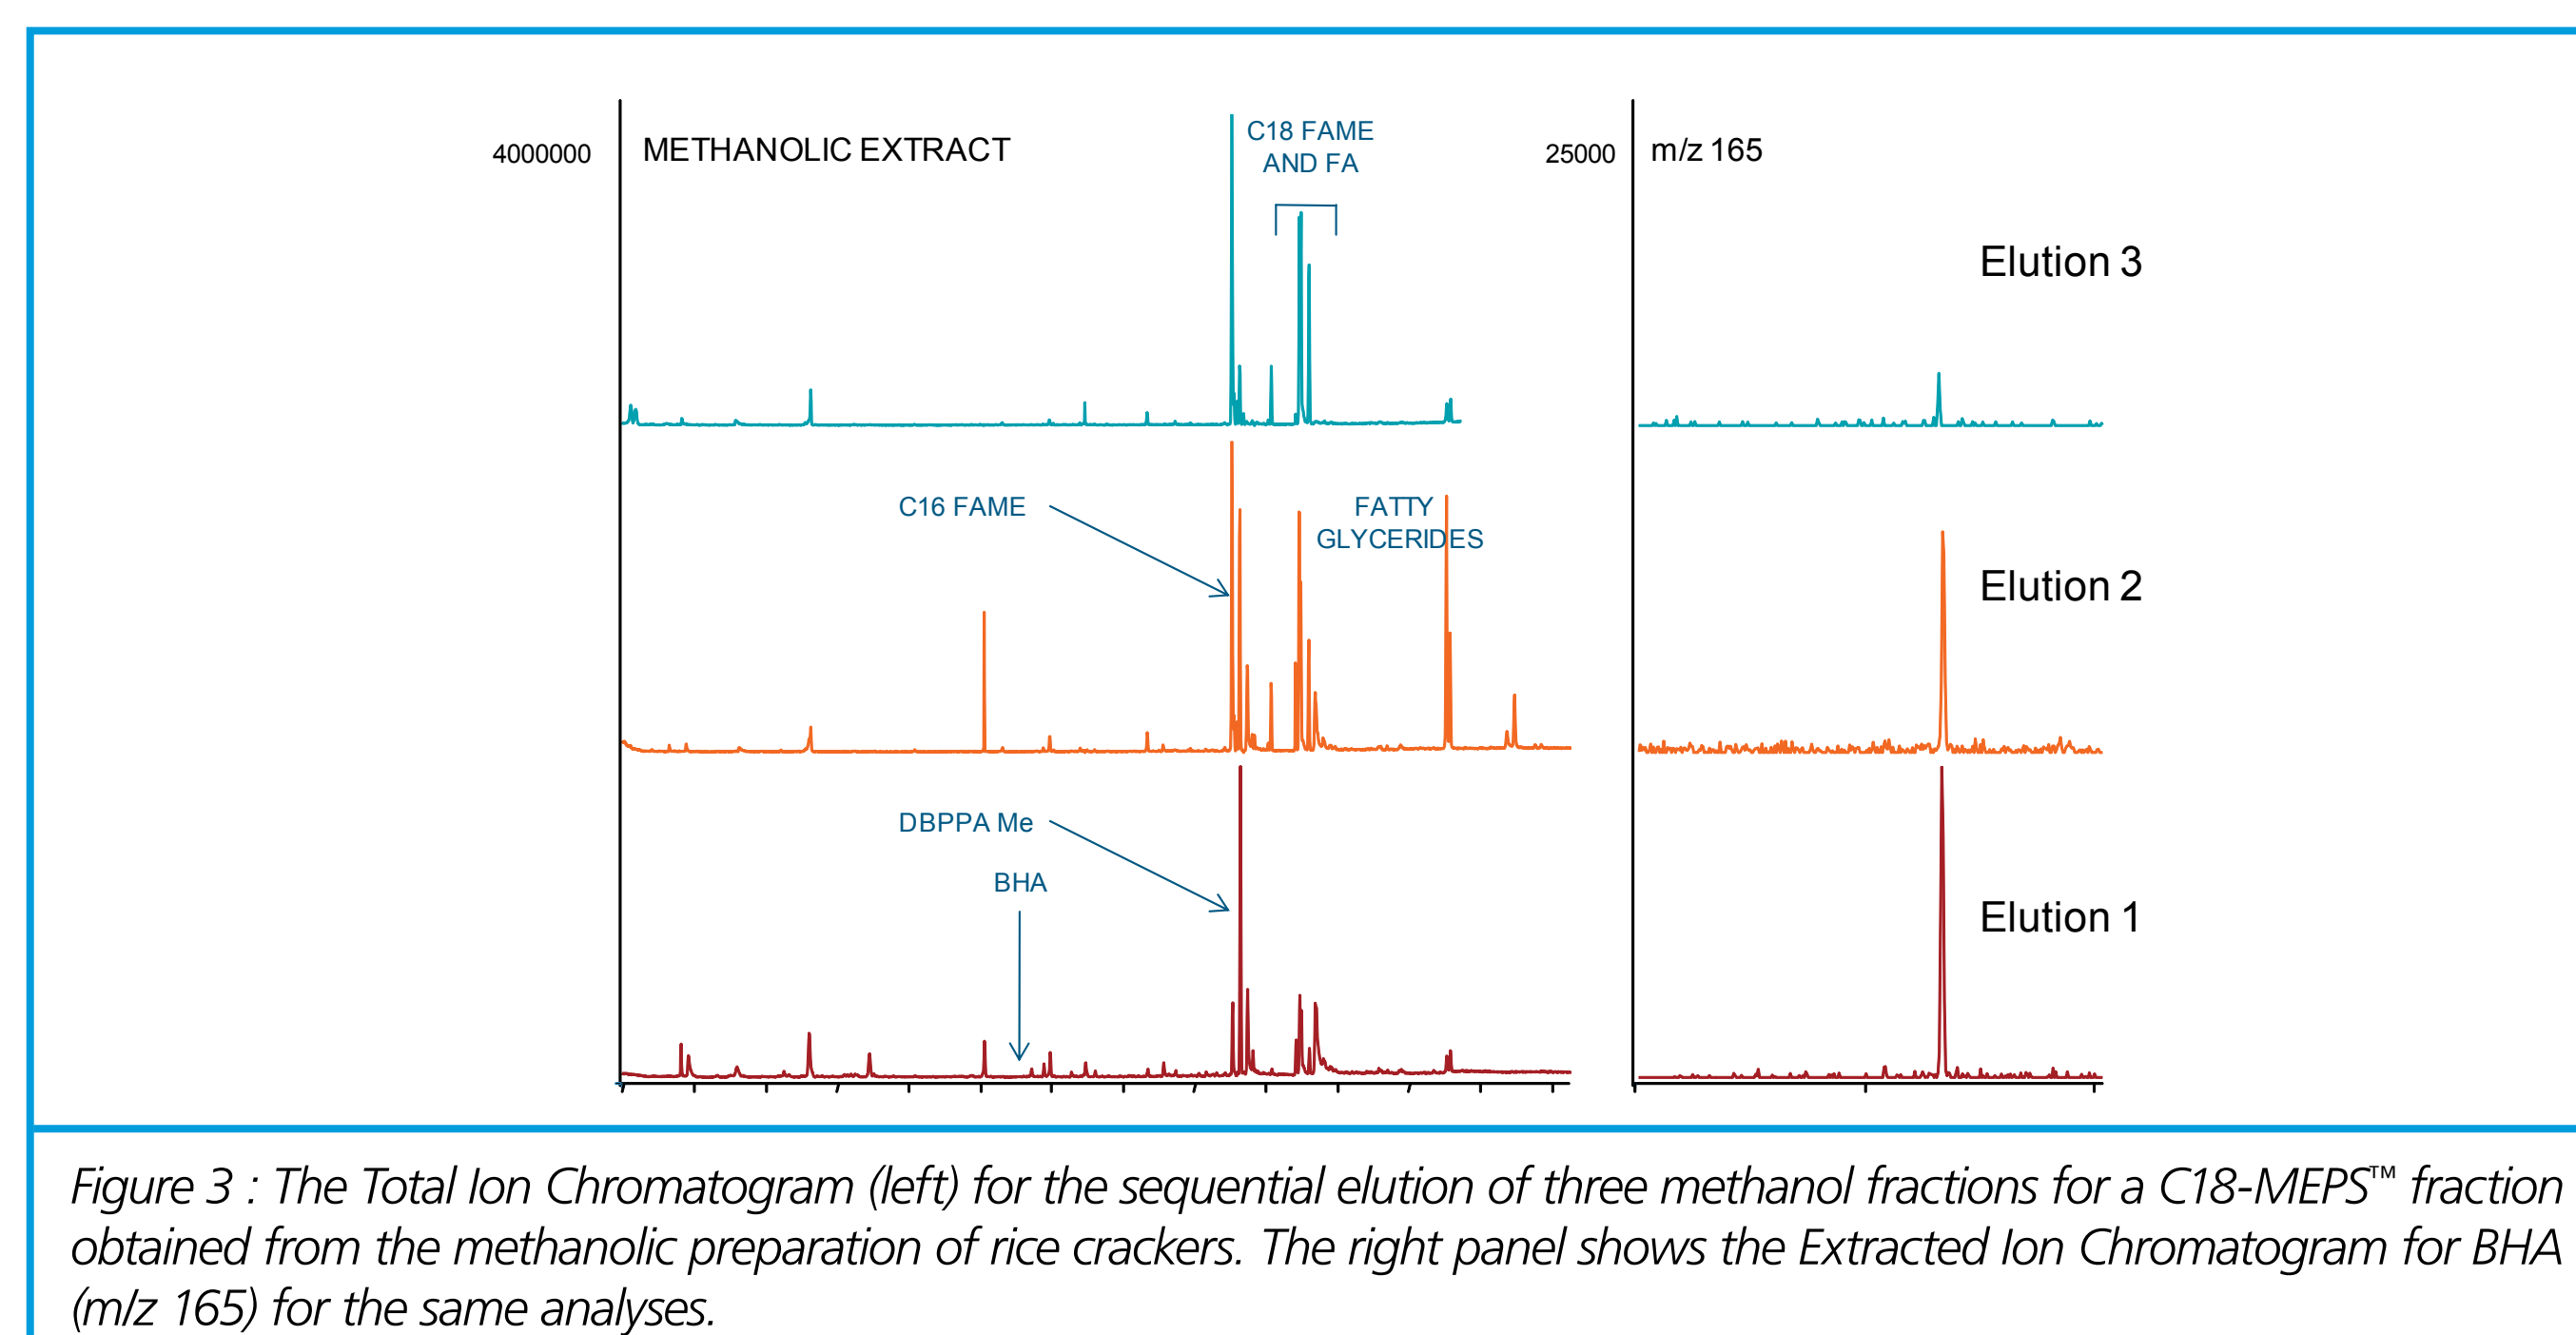 4000000
METHANOLIC EXTRACT
C18 FAME
AND FA
25000
m/z 165
Elution 3
C16 FAME
FATTY
GLYCERIDES
Elution 2
DBPPA Me
BHA
Elution 1
Figure 3 : The Total Ion Chromatogram (left) for the sequential elution of three methanol fractions for a C18-MEPS™ fraction
obtained from the methanolic preparation of rice crackers. The right panel shows the Extracted Ion Chromatogram for BHA
(m/z 165) for the same analyses.